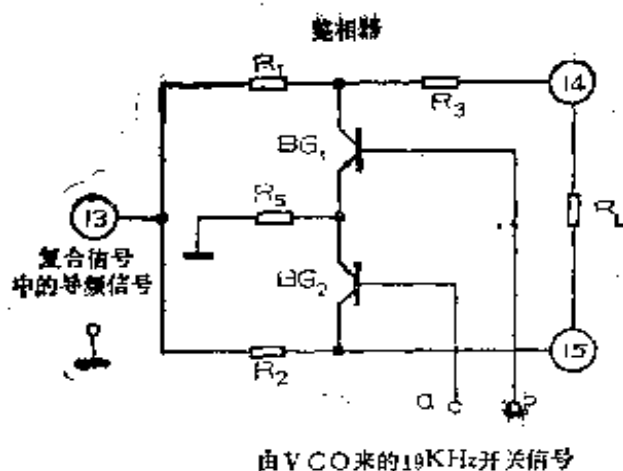 鉴相器
R₁
R₃
14
BG₁
R₅
13
R L
复合信号
中的导频信号
BG₂
R₂
15
a
由VCO来的19KHz开关信号